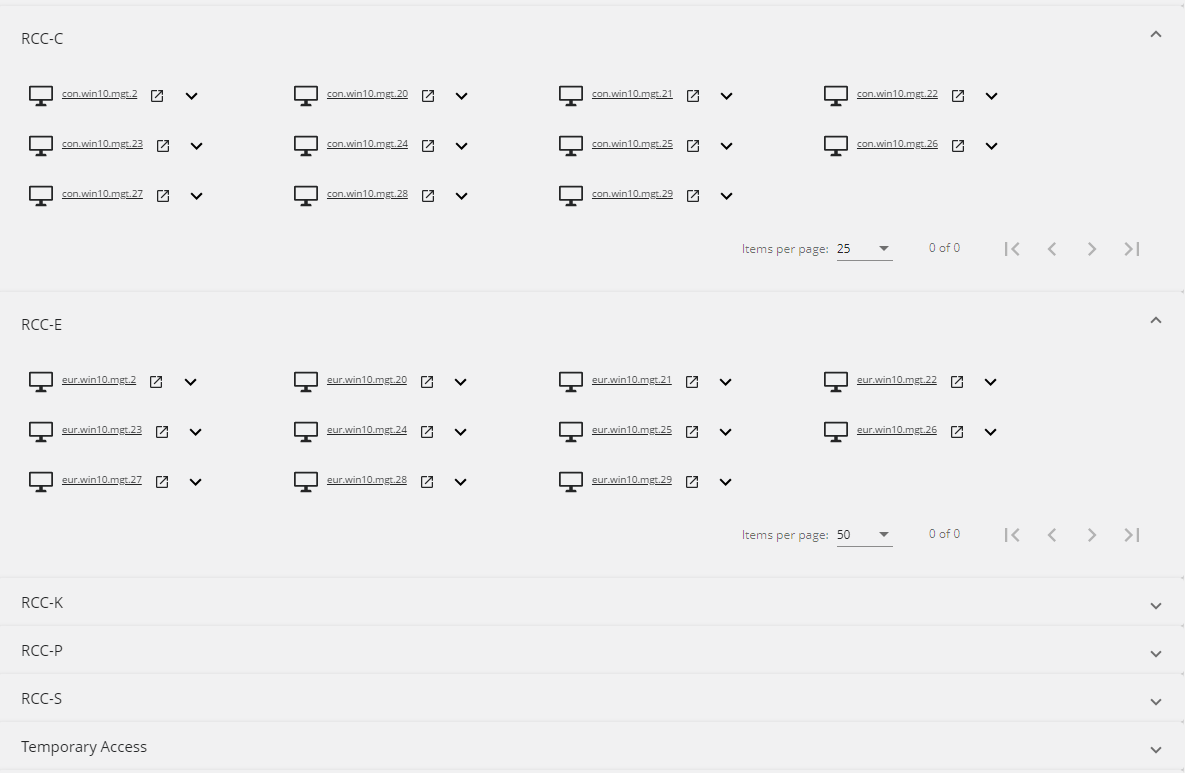 RCC-C
con.win10.mgt.2 con.win10.mgt.20 con.win10.mgt.21 con.win10.mgt.22
con.win10.mgt.23 con.win10.mgt.24 con.win10.mgt.25 con.win10.mgt.26
con.win10.mgt.27 con.win10.mgt.28 con.win10.mgt.29
Items per page: 25 0 of 0
RCC-E
eur.win10.mgt.2 eur.win10.mgt.20 eur.win10.mgt.21 eur.win10.mgt.22
eur.win10.mgt.23 eur.win10.mgt.24 eur.win10.mgt.25 eur.win10.mgt.26
eur.win10.mgt.27 eur.win10.mgt.28 eur.win10.mgt.29
Items per page: 50 0 of 0
RCC-K
RCC-P
RCC-S
Temporary Access